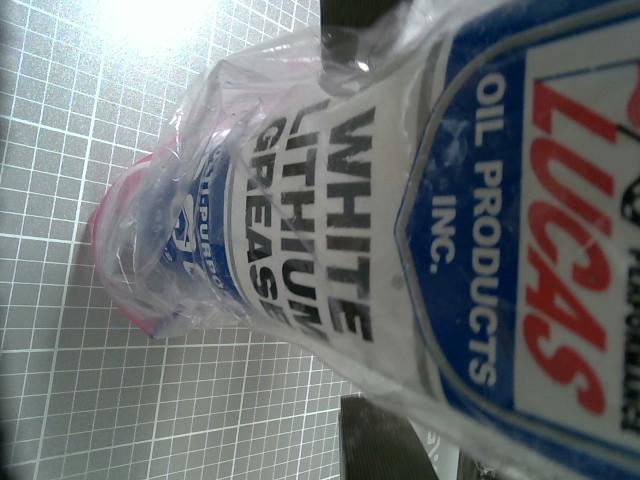 LUCAS
OIL PRODUCTS
INC.
WHITE
LITHIUM
GREASE